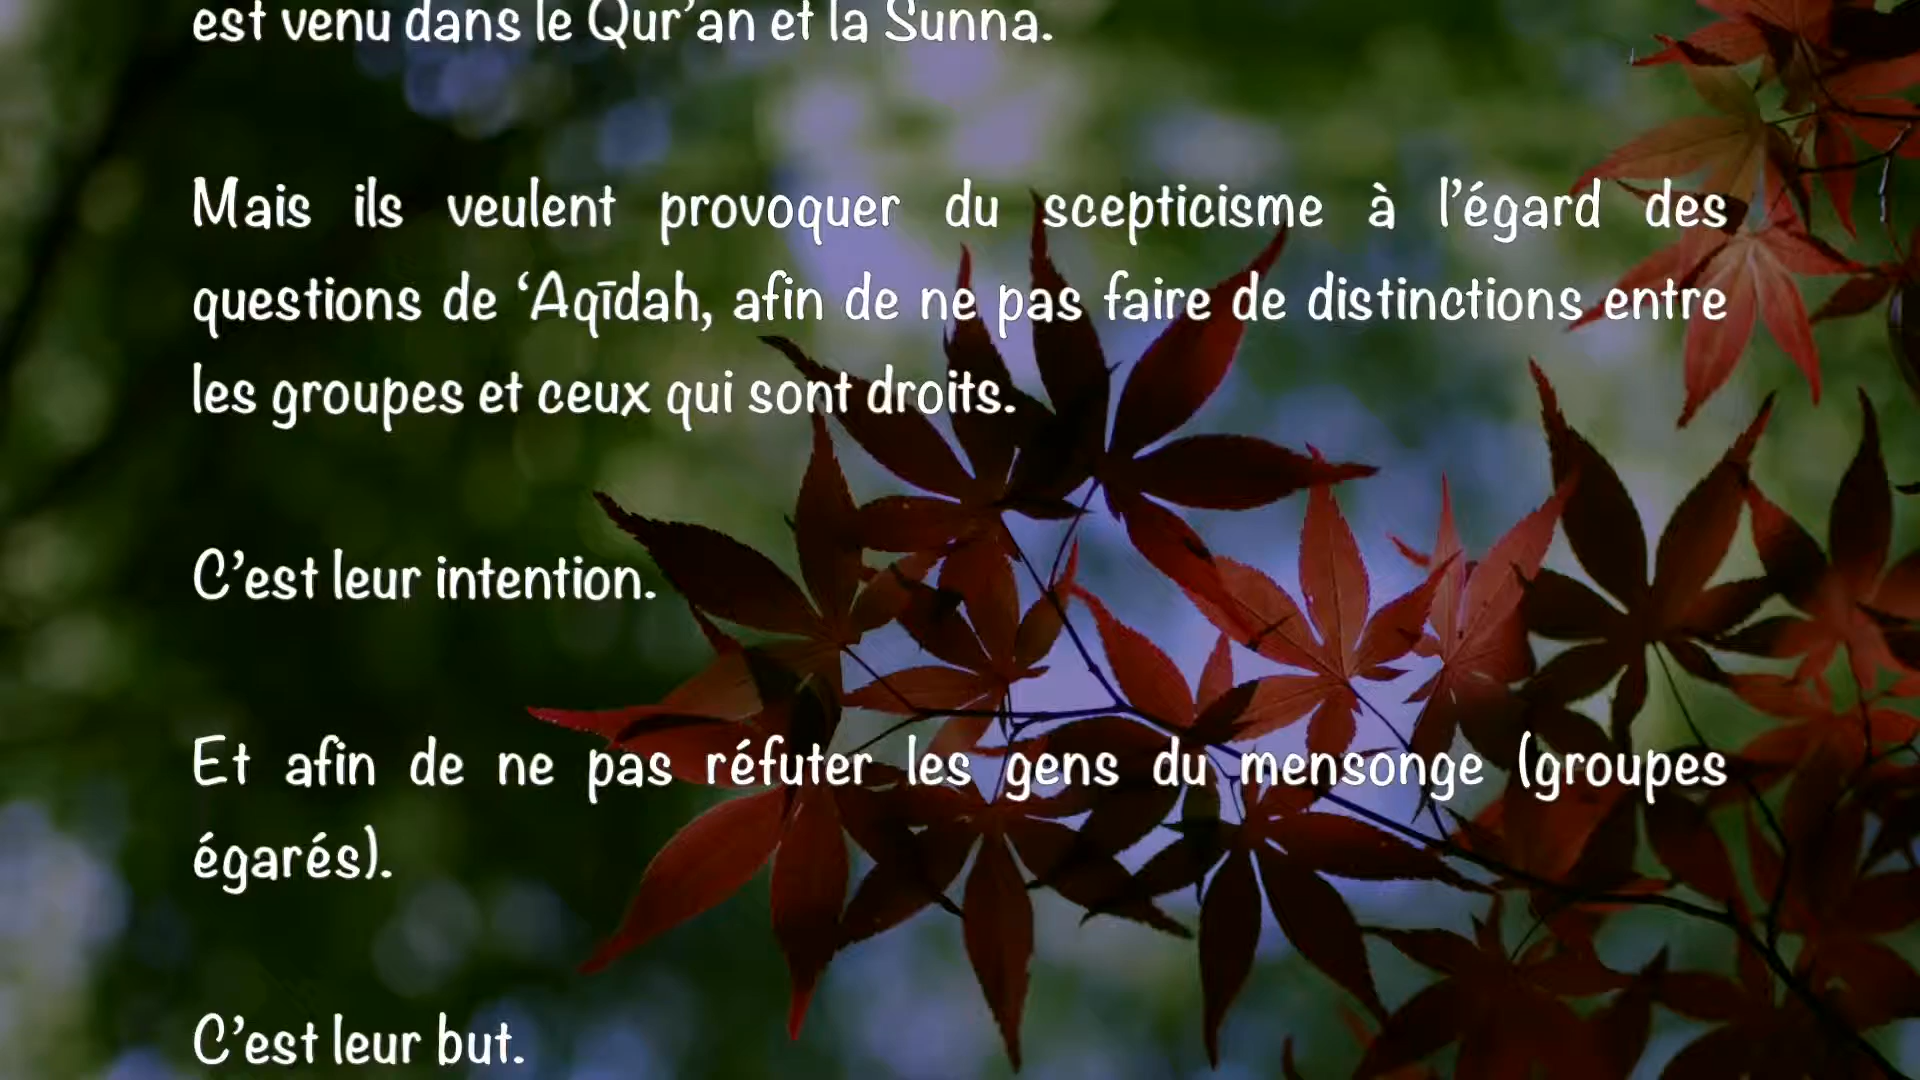 est venu dans le Qur’an et la Sunna.
Mais ils veulent provoquer du scepticisme à l’égard des
questions de ‘Aqīdah, afin de ne pas faire de distinctions entre
les groupes et ceux qui sont droits.
C’est leur intention.
Et afin de ne pas réfuter les gens du mensonge (groupes
égarés).
C’est leur but.